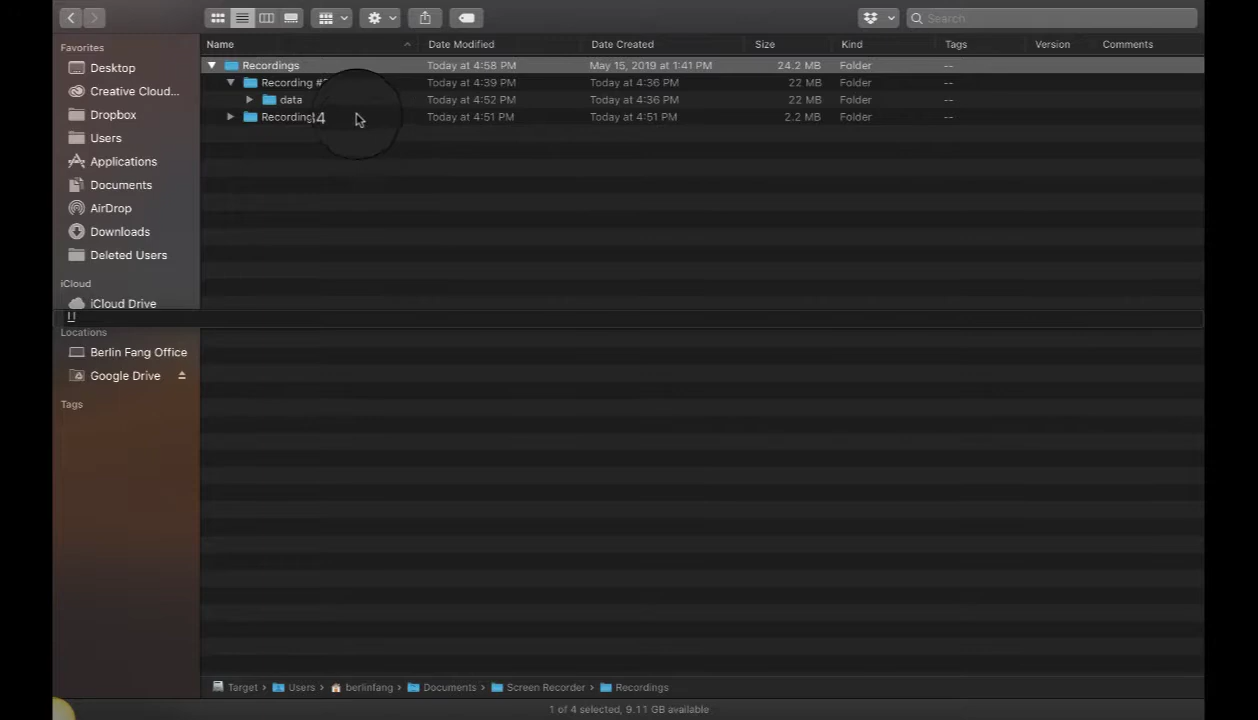 Search
Favorites
Name Date Modified Date Created Size Kind Tags Version Comments
Recordings Today at 4:58 PM May 15, 2019 at 1:41 PM 24.2 MB Folder --
Recording Today at 4:39 PM Today at 4:36 PM 22 MB Folder --
data Today at 4:52 PM Today at 4:36 PM 22 MB Folder --
Recording Today at 4:51 PM Today at 4:51 PM 2.2 MB Folder --
Desktop
Creative Cloud...
Dropbox
Users
Applications
Documents
AirDrop
Downloads
Deleted Users
iCloud
iCloud Drive
Locations
Berlin Fang Office
Google Drive
Tags
Target › Users › berlinfang › Documents › Screen Recorder › Recordings
1 of 4 selected, 9.11 GB available